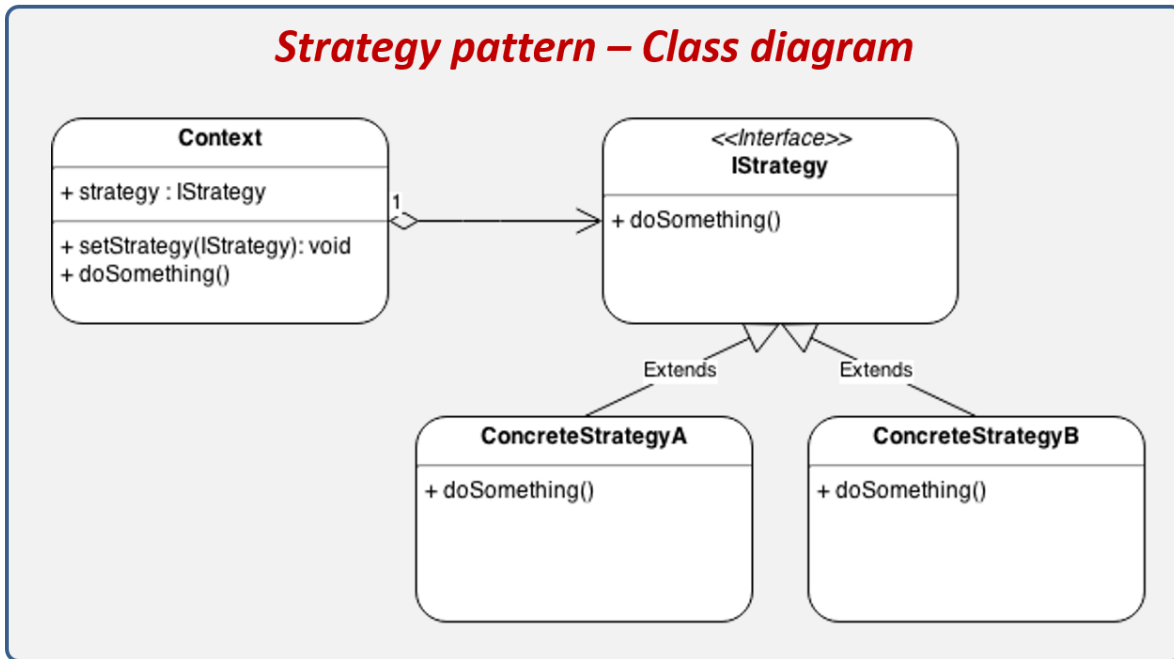 Strategy pattern – Class diagram
Context
+ strategy : IStrategy
+ setStrategy(IStrategy): void
+ doSomething()
1
<<Interface>>
IStrategy
+ doSomething()
Extends
Extends
ConcreteStrategyA
+ doSomething()
ConcreteStrategyB
+ doSomething()